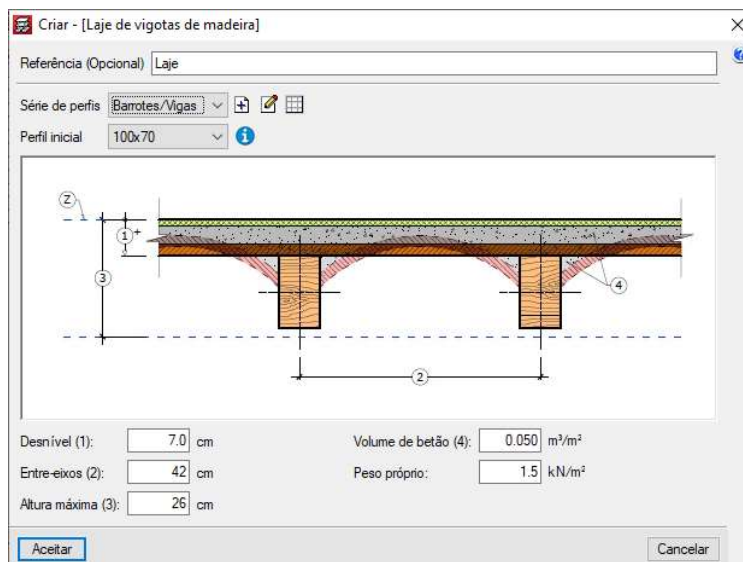 Criar - [Laje de vigotas de madeira]
Referência (Opcional) Laje
Série de perfis Barrotes/Vigas
Perfil inicial 100x70
Z
1 +
3
4
2
Desnível (1): 7.0 cm Volume de betão (4): 0.050 m³/m²
Entre-eixos (2): 42 cm Peso próprio: 1.5 kN/m²
Altura máxima (3): 26 cm
Aceitar Cancelar